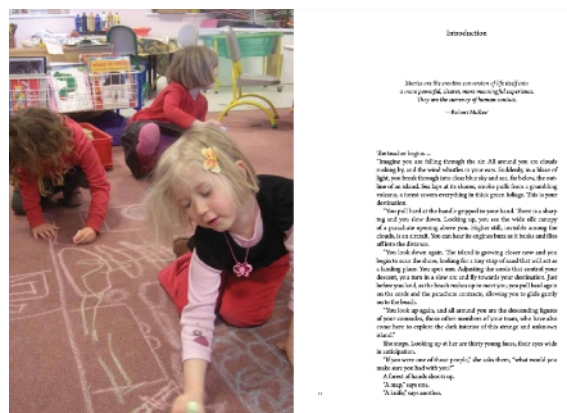 Introduction
Stories are the creative conversion of life itself into
a more powerful, clearer, more meaningful experience.
They are the currency of human contact.
—Robert McKee
The teacher begins ...
"Imagine you are falling through the air. All around you are clouds
rushing by, and the wind whistles in your ears. Suddenly, in a blaze of
light, you break through into clear blue sky and see, far below, the out-
line of an island. Sea laps at its shores, smoke puffs from a grumbling
volcano, a forest covers everything in thick green foliage. This is your
destination.
"You pull hard at the handle gripped in your hand. There is a sharp
tug and you slow down. Looking up, you see the wide silk canopy
of a parachute opening above you. Higher still, invisible among the
clouds, is an aircraft. You can hear its engines buzz as it banks and flies
off into the distance.
"You look down again. The island is growing closer now and you
begin to scan the shore, looking for a tiny strip of sand that will act as
a landing place. You spot one. Adjusting the cords that control your
descent, you turn in a slow arc and fly towards your destination. Just
before you land, as the beach rushes up to meet you, you pull hard again
on the cords and the parachute contracts, allowing you to glide gently
on to the beach.
"You look up again, and all around you are the descending figures
of your comrades, those other members of your team, who have also
come here to explore the dark interior of this strange and unknown
island."
She stops. Looking up at her are thirty young faces, their eyes wide
in anticipation.
"If you were one of those people," she asks them, "what would you
make sure you had with you?"
A forest of hands shoots up.
"A map," says one.
"A knife," says another.